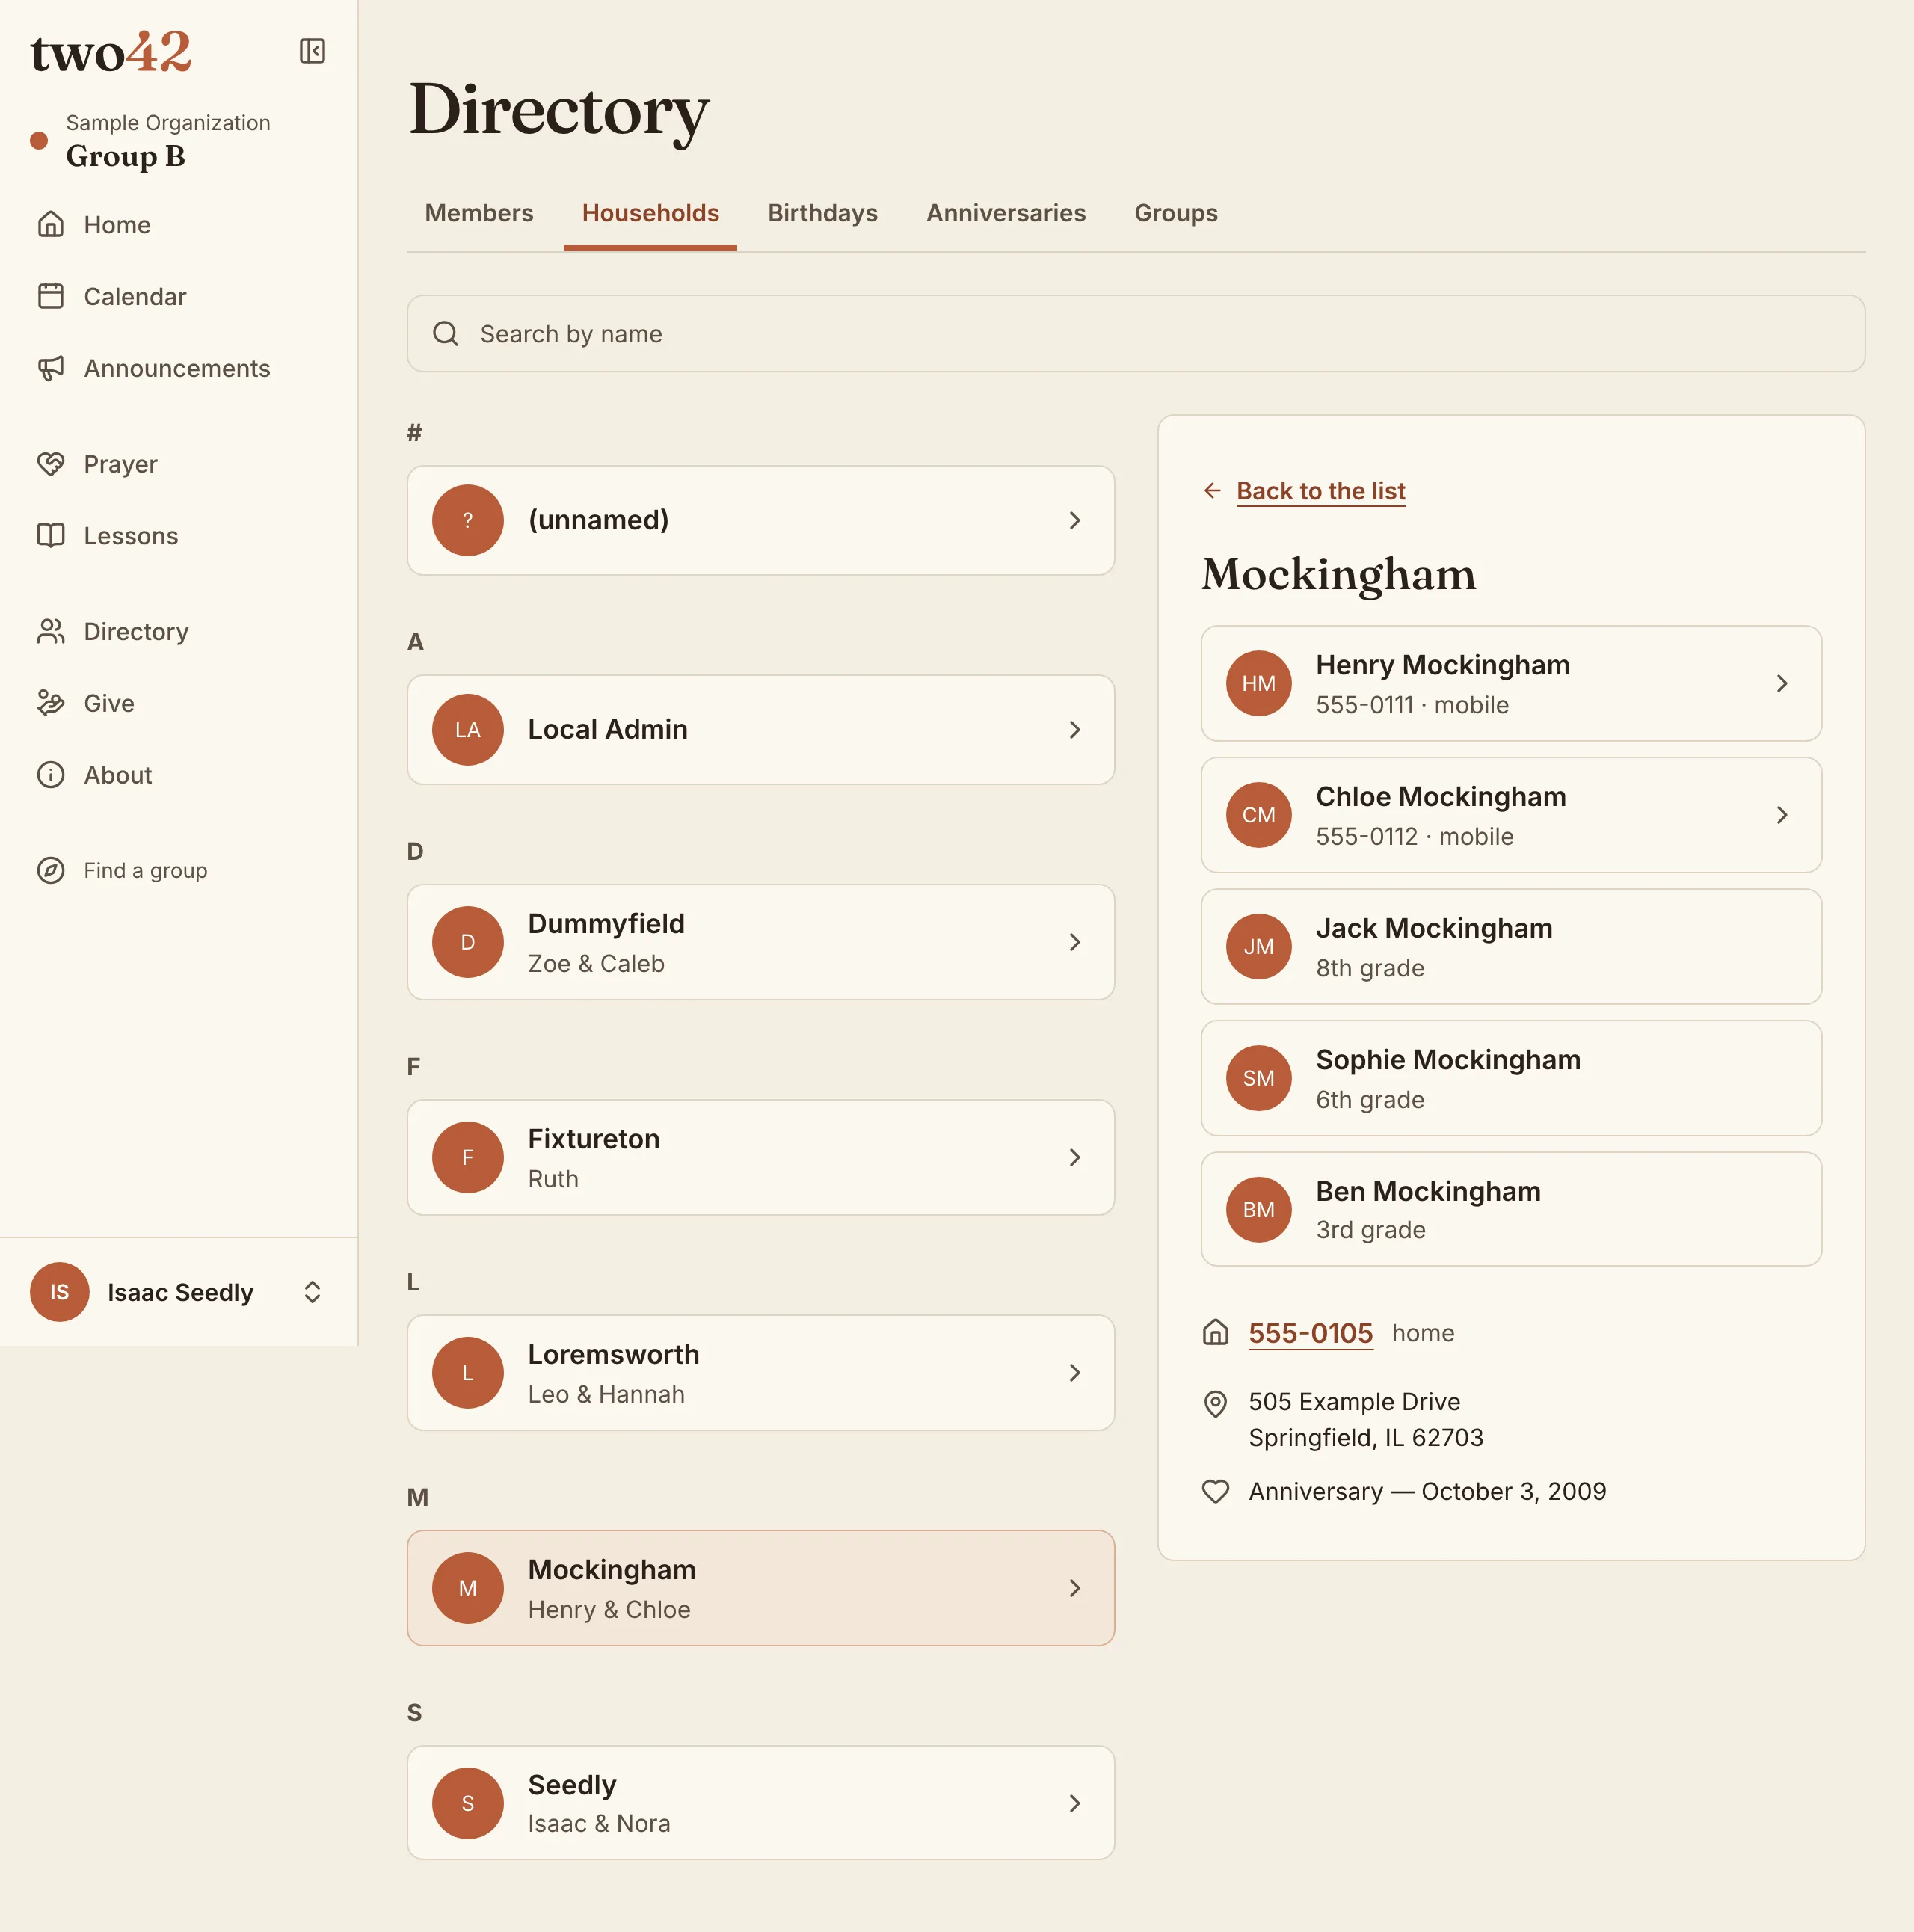 two42
Sample Organization
Group B
Home
Calendar
Announcements
Prayer
Lessons
Directory
Give
About
Find a group
IS
Isaac Seedly
Directory
Members
Households
Birthdays
Anniversaries
Groups
Search by name
#
?
(unnamed)
A
LA
Local Admin
D
D
Dummyfield
Zoe & Caleb
F
F
Fixtureton
Ruth
L
L
Loremsworth
Leo & Hannah
M
M
Mockingham
Henry & Chloe
S
S
Seedly
Isaac & Nora
← Back to the list
Mockingham
HM
Henry Mockingham
555-0111 · mobile
CM
Chloe Mockingham
555-0112 · mobile
JM
Jack Mockingham
8th grade
SM
Sophie Mockingham
6th grade
BM
Ben Mockingham
3rd grade
555-0105 home
505 Example Drive
Springfield, IL 62703
Anniversary — October 3, 2009